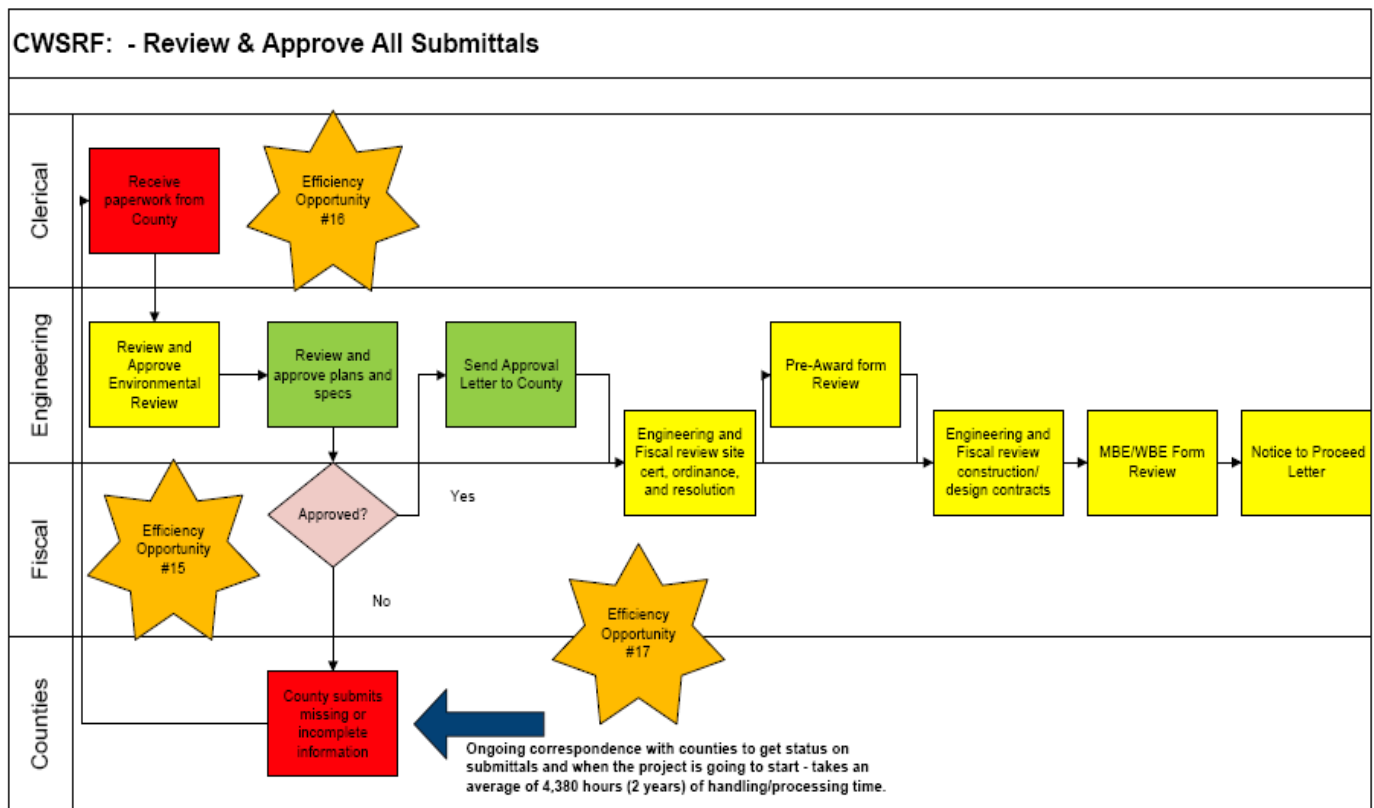 CWSRF: - Review & Approve All Submittals
Clerical
Receive
paperwork from
County
Efficiency
Opportunity
#16
Engineering
Review and
Approve
Environmental
Review
Review and
approve plans and
specs
Send Approval
Letter to County
Engineering and
Fiscal review site
cert, ordinance,
and resolution
Pre-Award form
Review
Engineering and
Fiscal review
construction/
design contracts
MBE/WBE Form
Review
Notice to Proceed
Letter
Fiscal
Efficiency
Opportunity
#15
Approved?
Yes
No
Efficiency
Opportunity
#17
Counties
County submits
missing or
incomplete
information
Ongoing correspondence with counties to get status on
submittals and when the project is going to start - takes an
average of 4,380 hours (2 years) of handling/processing time.